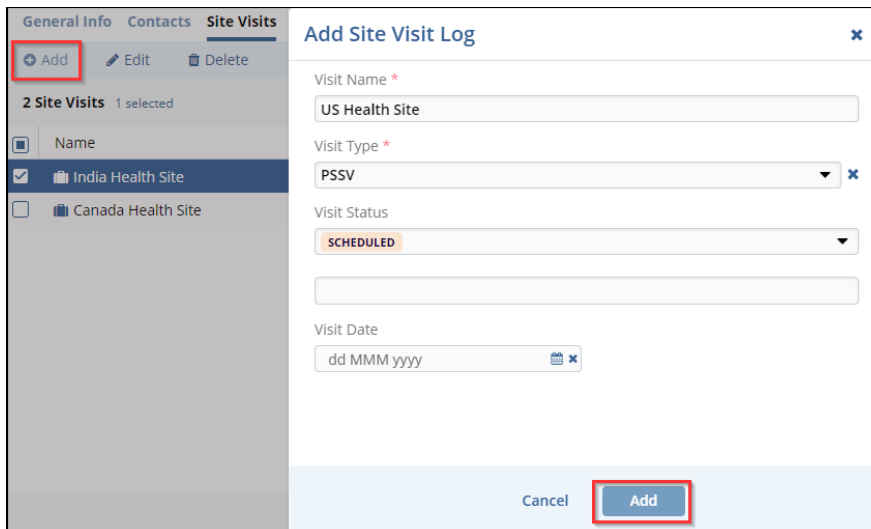 General Info Contacts Site Visits
Add Edit Delete
2 Site Visits 1 selected
Name
India Health Site
Canada Health Site
Add Site Visit Log
Visit Name *
US Health Site
Visit Type *
PSSV
Visit Status
SCHEDULED
Visit Date
dd MMM yyyy
Cancel Add